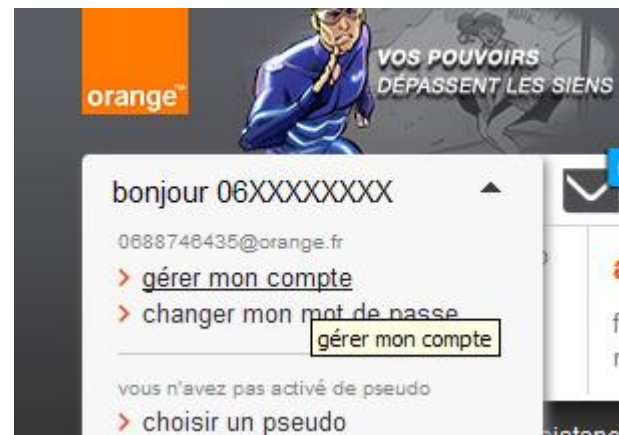 VOS POUVOIRS
DÉPASSENT LES SIENS
orange™
bonjour 06XXXXXXXX
0688746435@orange.fr
> gérer mon compte
> changer mon mot de passe
gérer mon compte
vous n'avez pas activé de pseudo
> choisir un pseudo